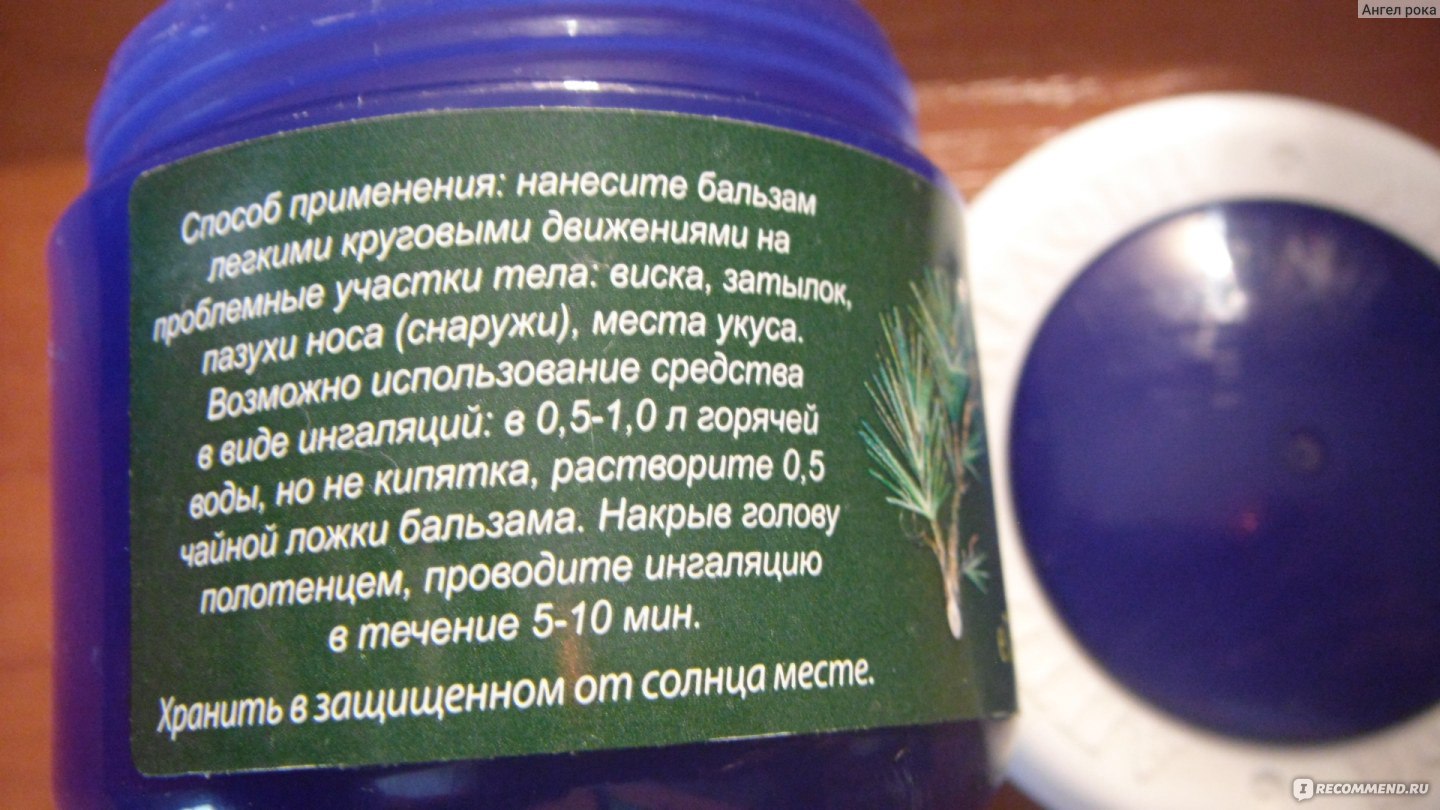 Ангел рока
Способ применения: нанесите бальзам
легкими круговыми движениями на
проблемные участки тела: виска, затылок,
пазухи носа (снаружи), места укуса.
Возможно использование средства
в виде ингаляций: в 0,5-1,0 л горячей
воды, но не кипятка, растворите 0,5
чайной ложки бальзама. Накрыв голову
полотенцем, проводите ингаляцию
в течение 5-10 мин.
Хранить в защищенном от солнца месте.
IRECOMMEND.RU